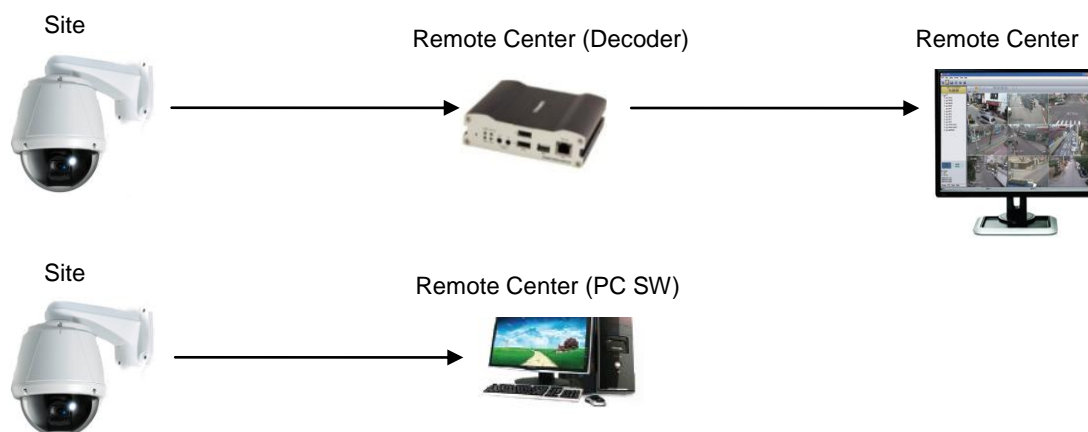 Site
Remote Center (Decoder)
Remote Center
Site
Remote Center (PC SW)